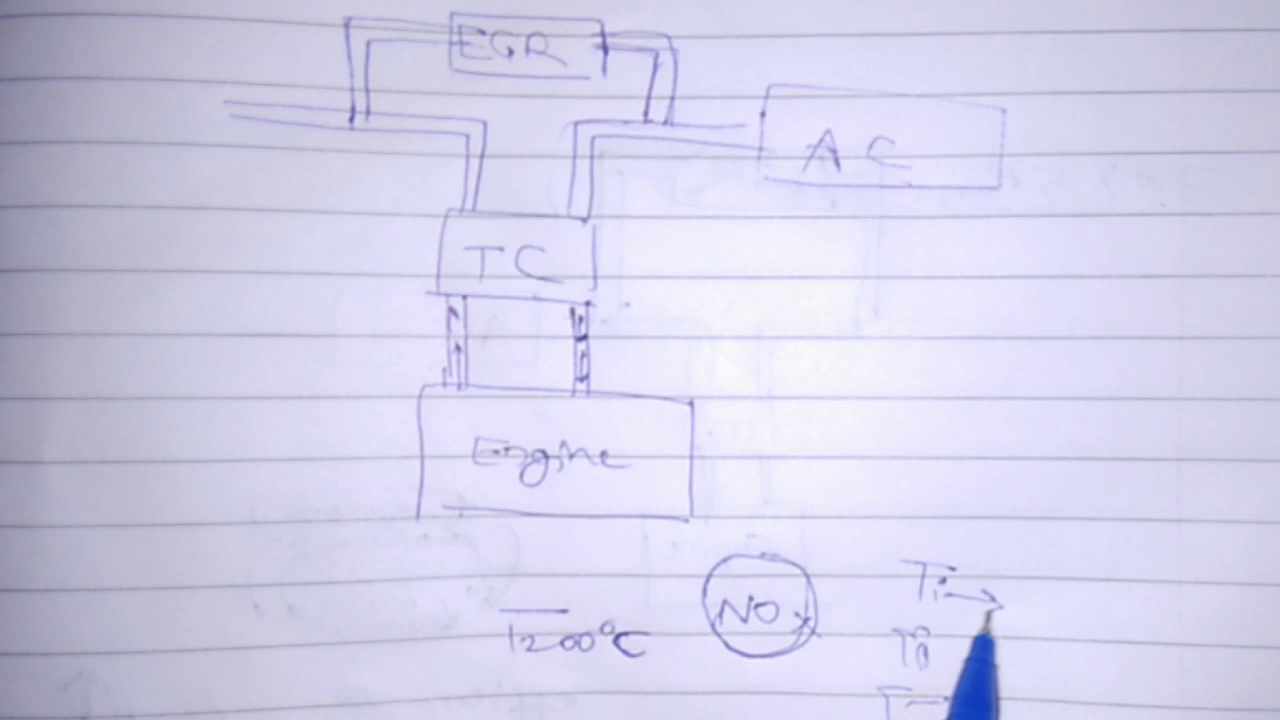 EGR
AC
TC
Engine
1200°C
NOx
Ti→